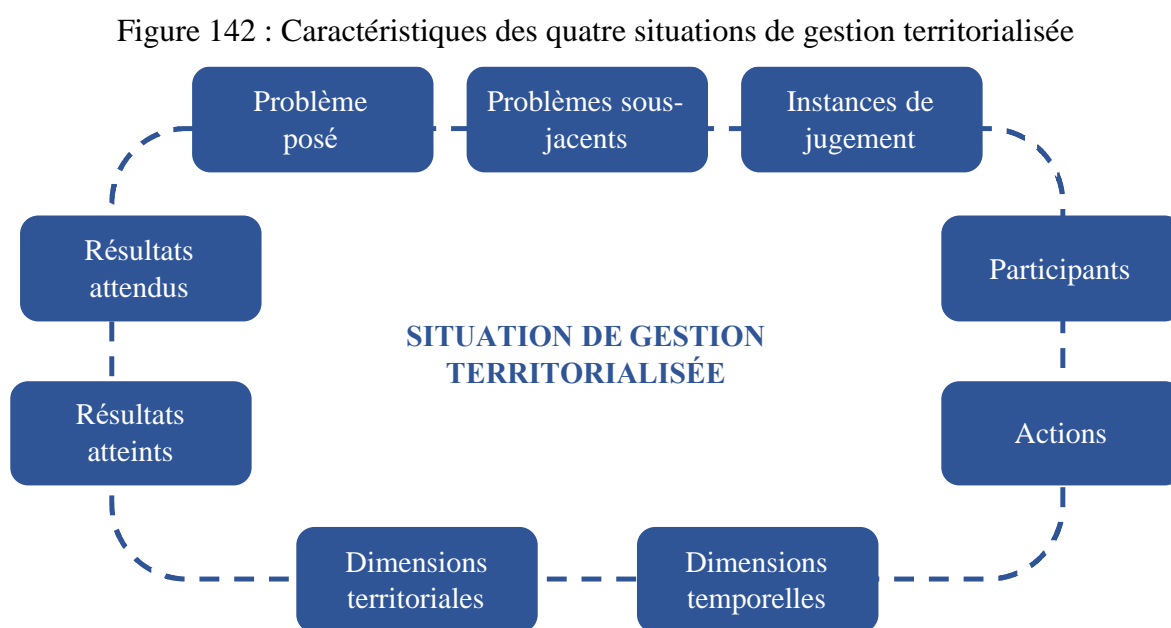 Figure 142 : Caractéristiques des quatre situations de gestion territorialisée
Problème
posé
Problèmes sous-
jacents
Instances de
jugement
Résultats
attendus
Participants
SITUATION DE GESTION
TERRITORIALISÉE
Résultats
atteints
Actions
Dimensions
territoriales
Dimensions
temporelles